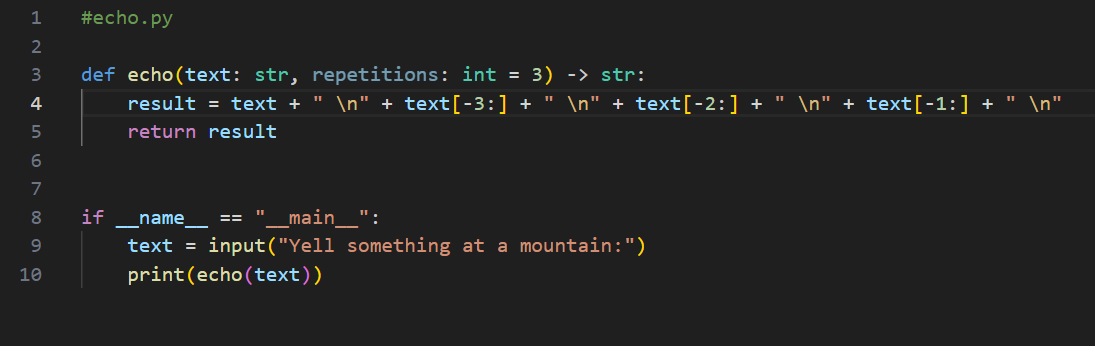 1 #echo.py
2
3 def echo(text: str, repetitions: int = 3) -> str:
4     result = text + " \n" + text[-3:] + " \n" + text[-2:] + " \n" + text[-1:] + " \n"
5     return result
6
7
8 if __name__ == "__main__":
9     text = input("Yell something at a mountain:")
10     print(echo(text))